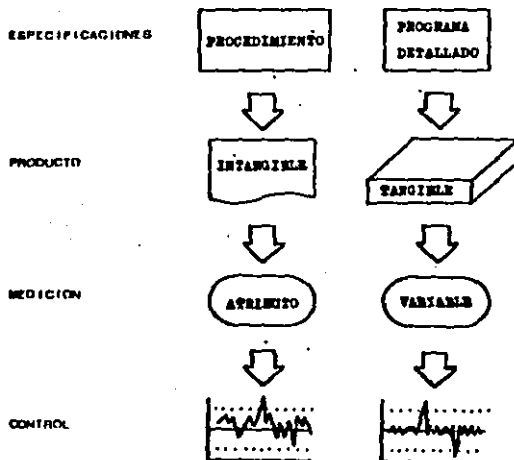 ESPECIFICACIONES
PROCEDIMIENTO
PROGRAMA
DETALLADO
PRODUCTO
INTANGIBLE
TANGIBLE
MEDICION
ATRIBUTO
VARIABLE
CONTROL